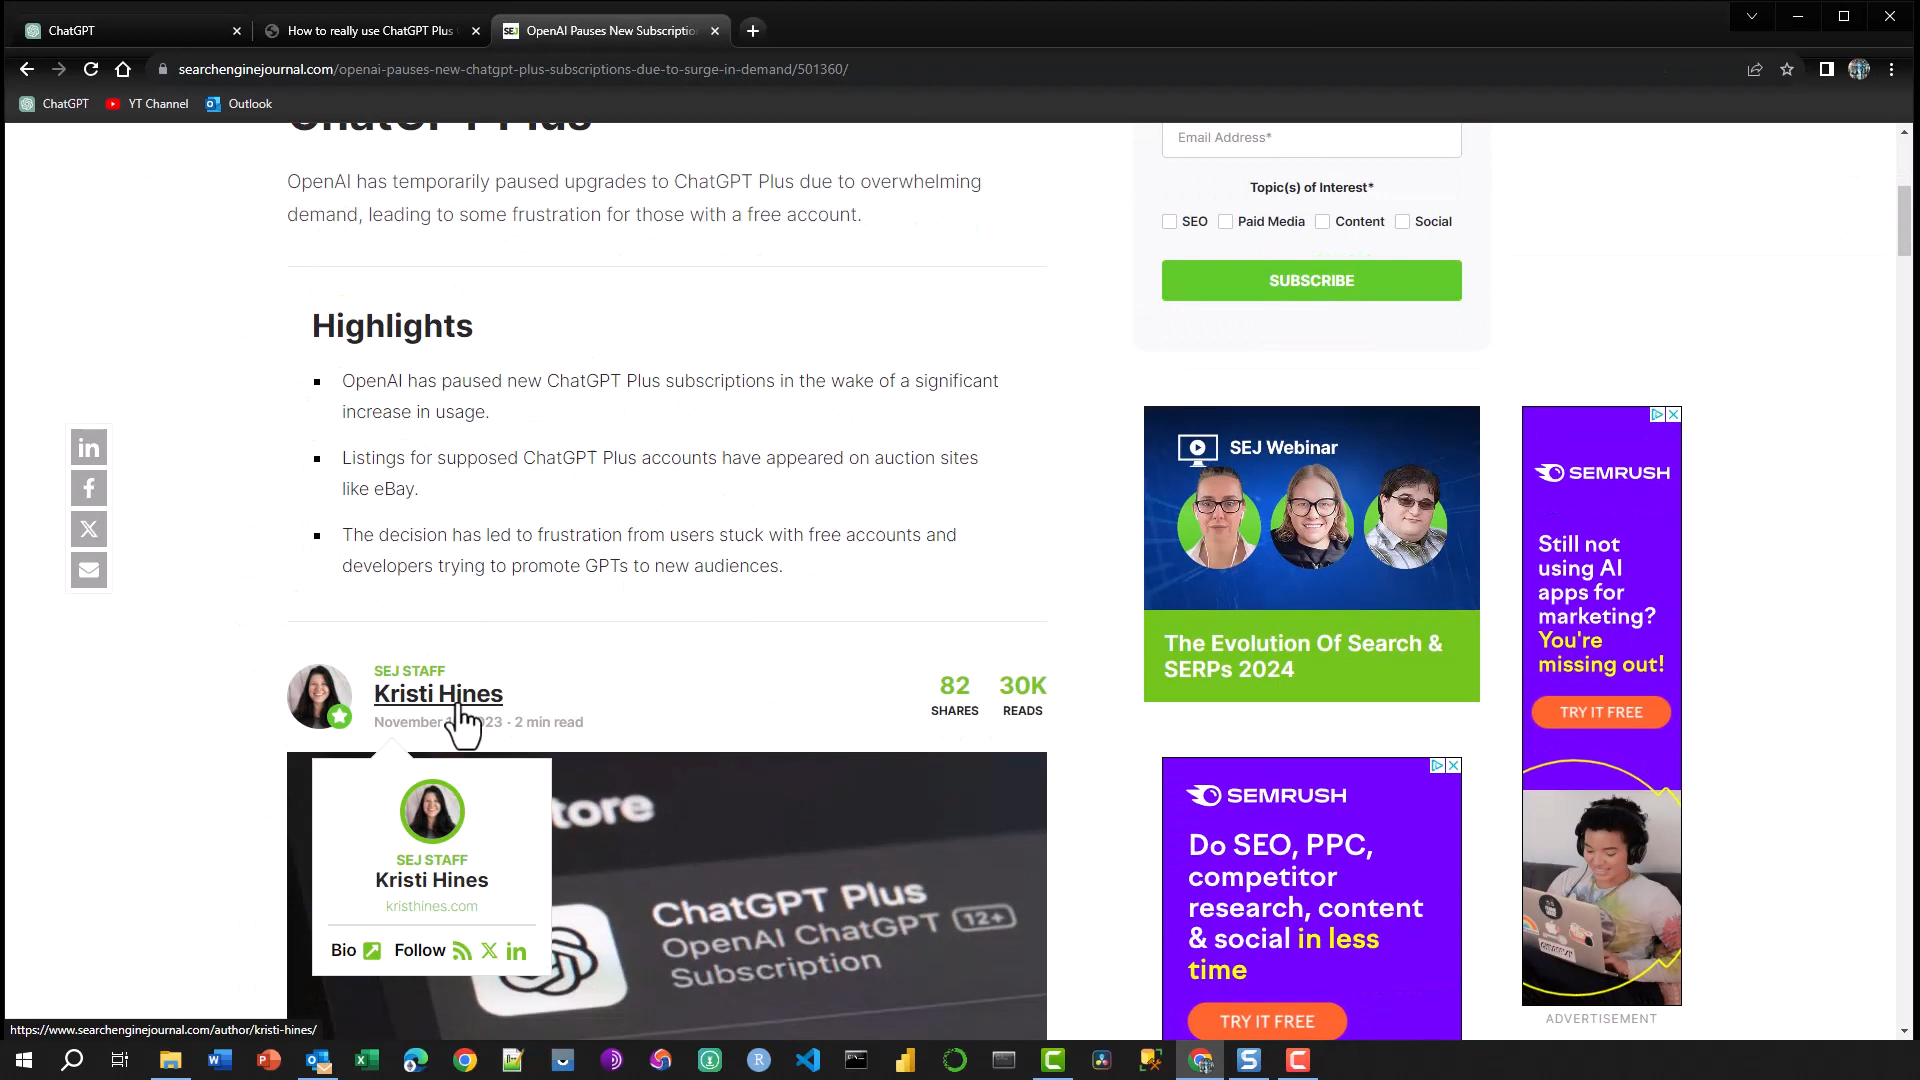 ChatGPT
How to really use ChatGPT Plus
SEJ
OpenAI Pauses New Subscriptio
searchenginejournal.com/openai-pauses-new-chatgpt-plus-subscriptions-due-to-surge-in-demand/501360/
ChatGPT
YT Channel
Outlook
ChatGPT Plus
OpenAI has temporarily paused upgrades to ChatGPT Plus due to overwhelming
demand, leading to some frustration for those with a free account.
Highlights
OpenAI has paused new ChatGPT Plus subscriptions in the wake of a significant
increase in usage.
Listings for supposed ChatGPT Plus accounts have appeared on auction sites
like eBay.
The decision has led to frustration from users stuck with free accounts and
developers trying to promote GPTs to new audiences.
SEJ STAFF
Kristi Hines
November 1 23 · 2 min read
82
SHARES
30K
READS
SEJ STAFF
Kristi Hines
kristihines.com
Bio
Follow
tore
ChatGPT Plus
OpenAI ChatGPT 12+
Subscription
Email Address*
Topic(s) of Interest*
SEO
Paid Media
Content
Social
SUBSCRIBE
SEJ Webinar
The Evolution Of Search &
SERPs 2024
SEMRUSH
Do SEO, PPC,
competitor
research, content
& social in less
time
TRY IT FREE
SEMRUSH
Still not
using AI
apps for
marketing?
You're
missing out!
TRY IT FREE
ADVERTISEMENT
https://www.searchenginejournal.com/author/kristi-hines/